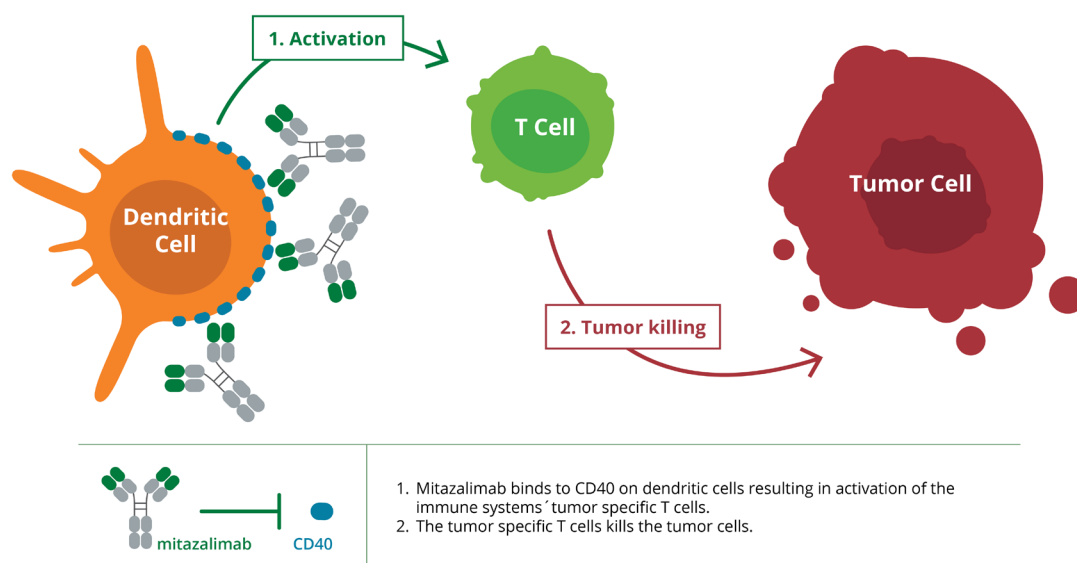 1. Activation
T Cell
Tumor Cell
Dendritic
Cell
2. Tumor killing
mitazalimab
CD40
1. Mitazalimab binds to CD40 on dendritic cells resulting in activation of the
immune systems´tumor specific T cells.
2. The tumor specific T cells kills the tumor cells.